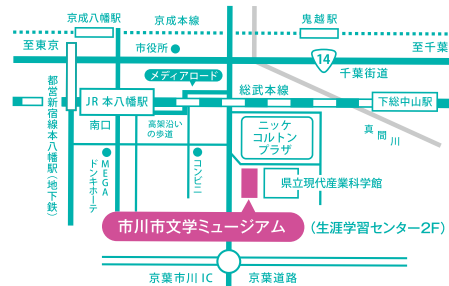 京成八幡駅
京成本線
鬼越駅
至東京
市役所
至千葉
14
千葉街道
メディアロード
総武本線
JR 本八幡駅
下総中山駅
都営新宿線本八幡駅(地下鉄)
南口
高架沿い
の歩道
ニッケ
コルトン
プラザ
真間川
MEGA
ドンキホーテ
コンビニ
県立現代産業科学館
市川市文学ミュージアム
(生涯学習センター2F)
京葉市川 IC
京葉道路